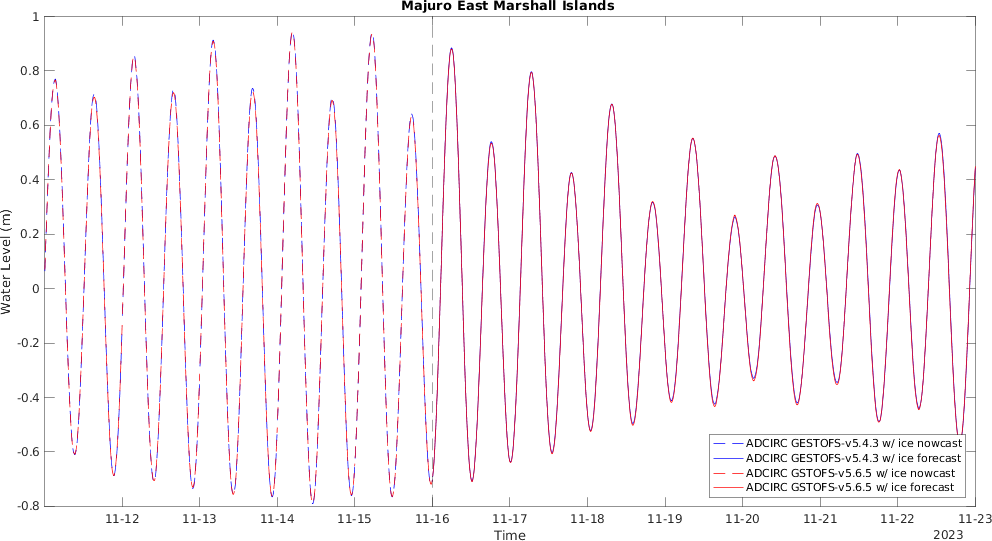 Majuro East Marshall Islands
1
0.8
0.6
0.4
0.2
0
-0.2
-0.4
-0.6
-0.8
Water Level (m)
ADCIRC GESTOFS-v5.4.3 w/ ice nowcast
ADCIRC GESTOFS-v5.4.3 w/ ice forecast
ADCIRC GSTOFS-v5.6.5 w/ ice nowcast
ADCIRC GSTOFS-v5.6.5 w/ ice forecast
11-12 11-13 11-14 11-15 11-16 11-17 11-18 11-19 11-20 11-21 11-22 11-23
Time
2023